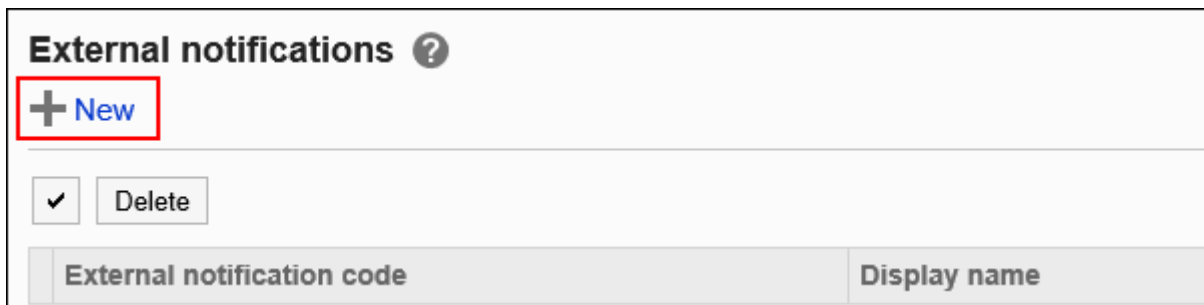 External notifications ?
New
Delete
External notification code Display name